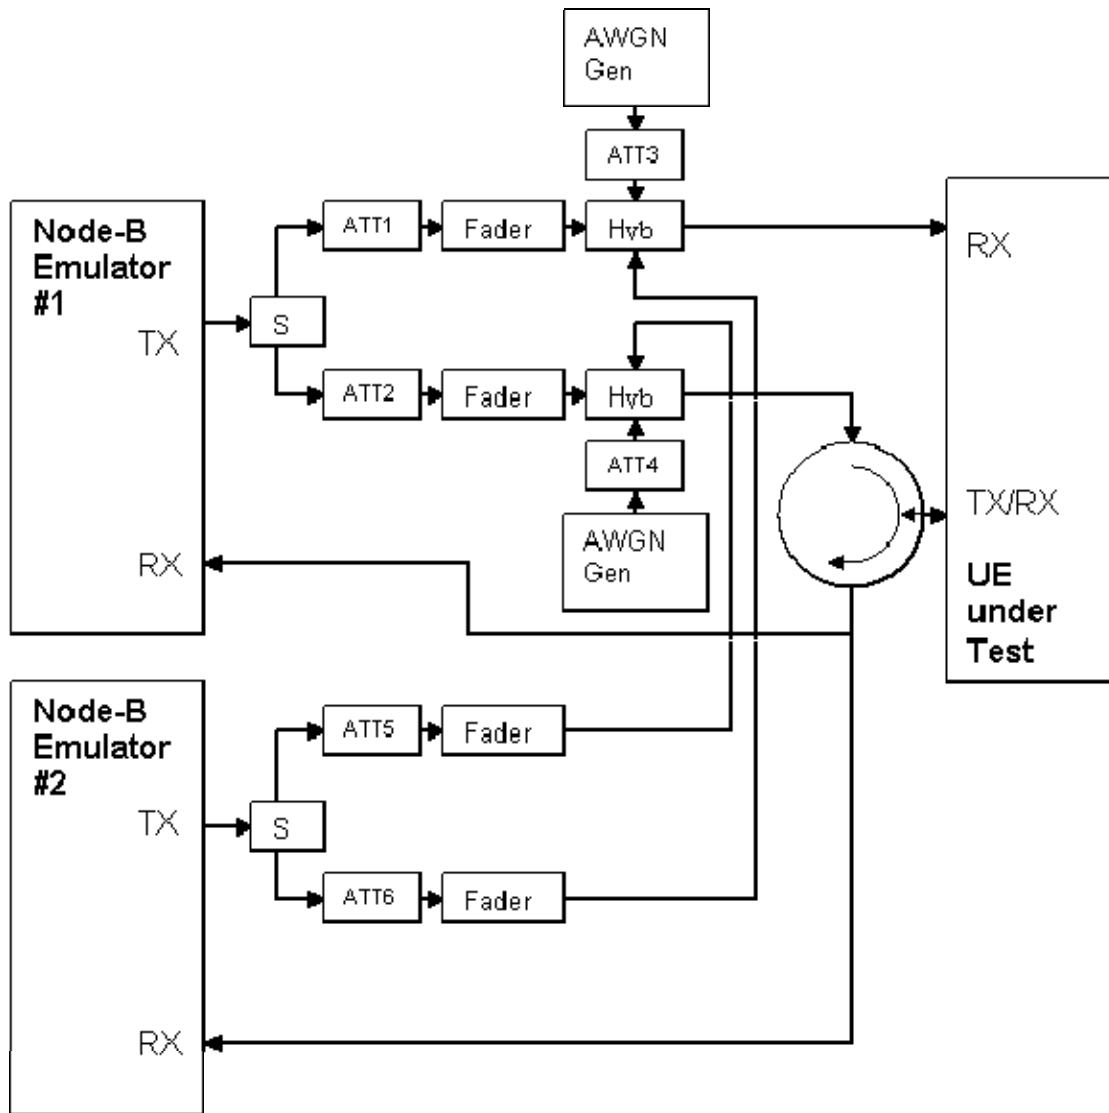 AWGN
Gen
ATT3
Node-B
Emulator
#1
TX
RX
S
ATT1
Fader
Hyb
RX
ATT2
Fader
Hyb
ATT4
AWGN
Gen
TX/RX
UE
under
Test
Node-B
Emulator
#2
TX
RX
S
ATT5
Fader
ATT6
Fader